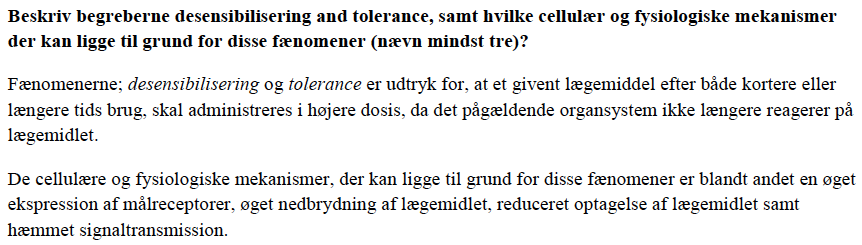 Beskriv begreberne desensibilisering and tolerance, samt hvilke cellulær og fysiologiske mekanismer
der kan ligge til grund for disse fænomener (nævn mindst tre)?
Fænomenerne; desensibilisering og tolerance er udtryk for, at et givent lægemiddel efter både kortere eller
længere tids brug, skal administreres i højere dosis, da det pågældende organsystem ikke længere reagerer på
lægemidlet.
De cellulære og fysiologiske mekanismer, der kan ligge til grund for disse fænomener er blandt andet en øget
ekspression af målreceptorer, øget nedbrydning af lægemidlet, reduceret optagelse af lægemidlet samt
hæmmet signaltransmission.